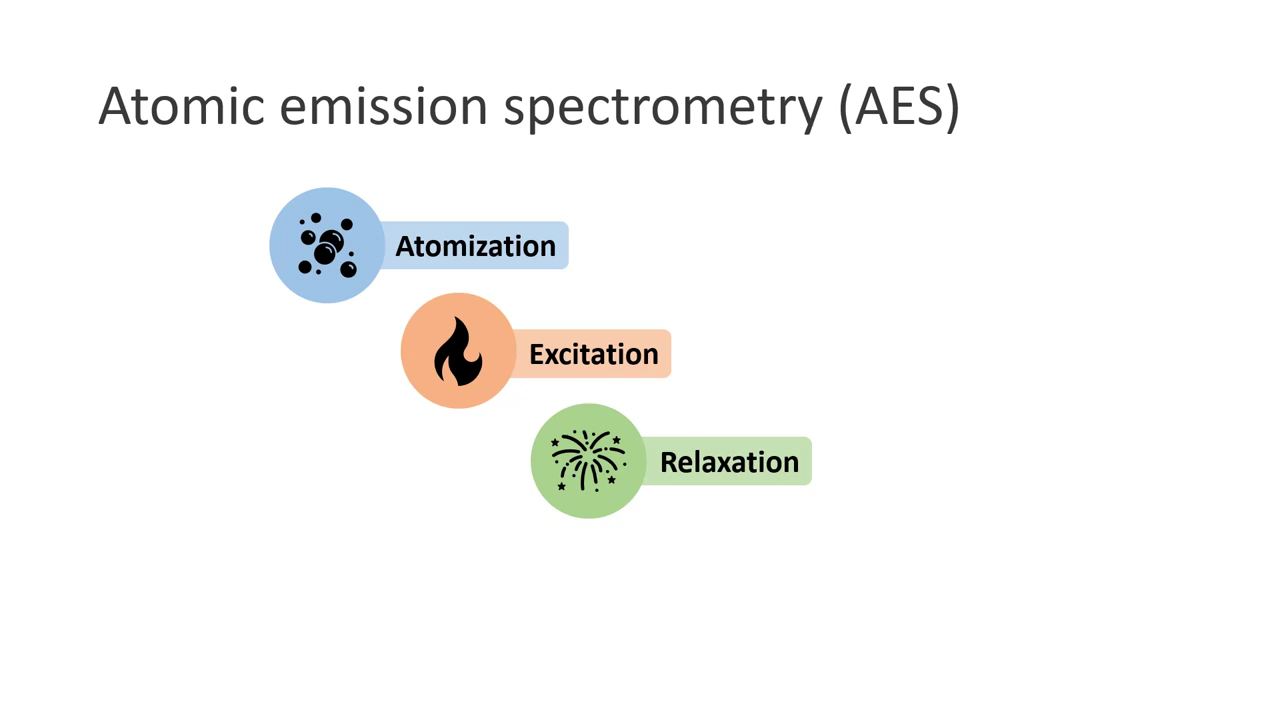 Atomic emission spectrometry (AES)
Atomization
Excitation
Relaxation